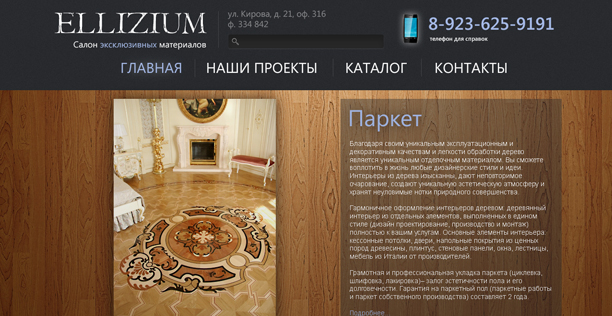 ELLIZIUM
Салон эксклюзивных материалов
ул. Кирова, д. 21, оф. 316
ф. 334 842
8-923-625-9191
телефон для справок
ГЛАВНАЯ
НАШИ ПРОЕКТЫ
КАТАЛОГ
КОНТАКТЫ
Паркет
Благодаря своим уникальным эксплуатационным и
декоративным качествам и легкости обработки дерево
является уникальным отделочным материалом. Вы сможете
воплотить в жизнь любые дизайнерские стили и идеи
Интерьеры из дерева изысканны, дают неповторимое
очарование, создают уникальную эстетическую атмосферу и
хранят неуловимые нотки природного совершенства.
Гармоничное оформление интерьеров деревом: деревянный
интерьер из отдельных элементов, выполненных в едином
стиле (дизайн проектирование, производство и монтаж)
полностью к вашим услугам. Основные элементы интерьера
кессонные потолки, двери, напольные покрытия из ценных
пород древесины, плинтус, стеновые панели, окна, лестницы,
мебель из Италии от производителей.
Грамотная и профессиональная укладка паркета (циклевка,
шлифовка, лакировка)– залог эстетичности пола и его
долговечности. Гарантия на паркетный пол (паркетные работы
и паркет собственного производства) составляет 2 года.
Подробнее